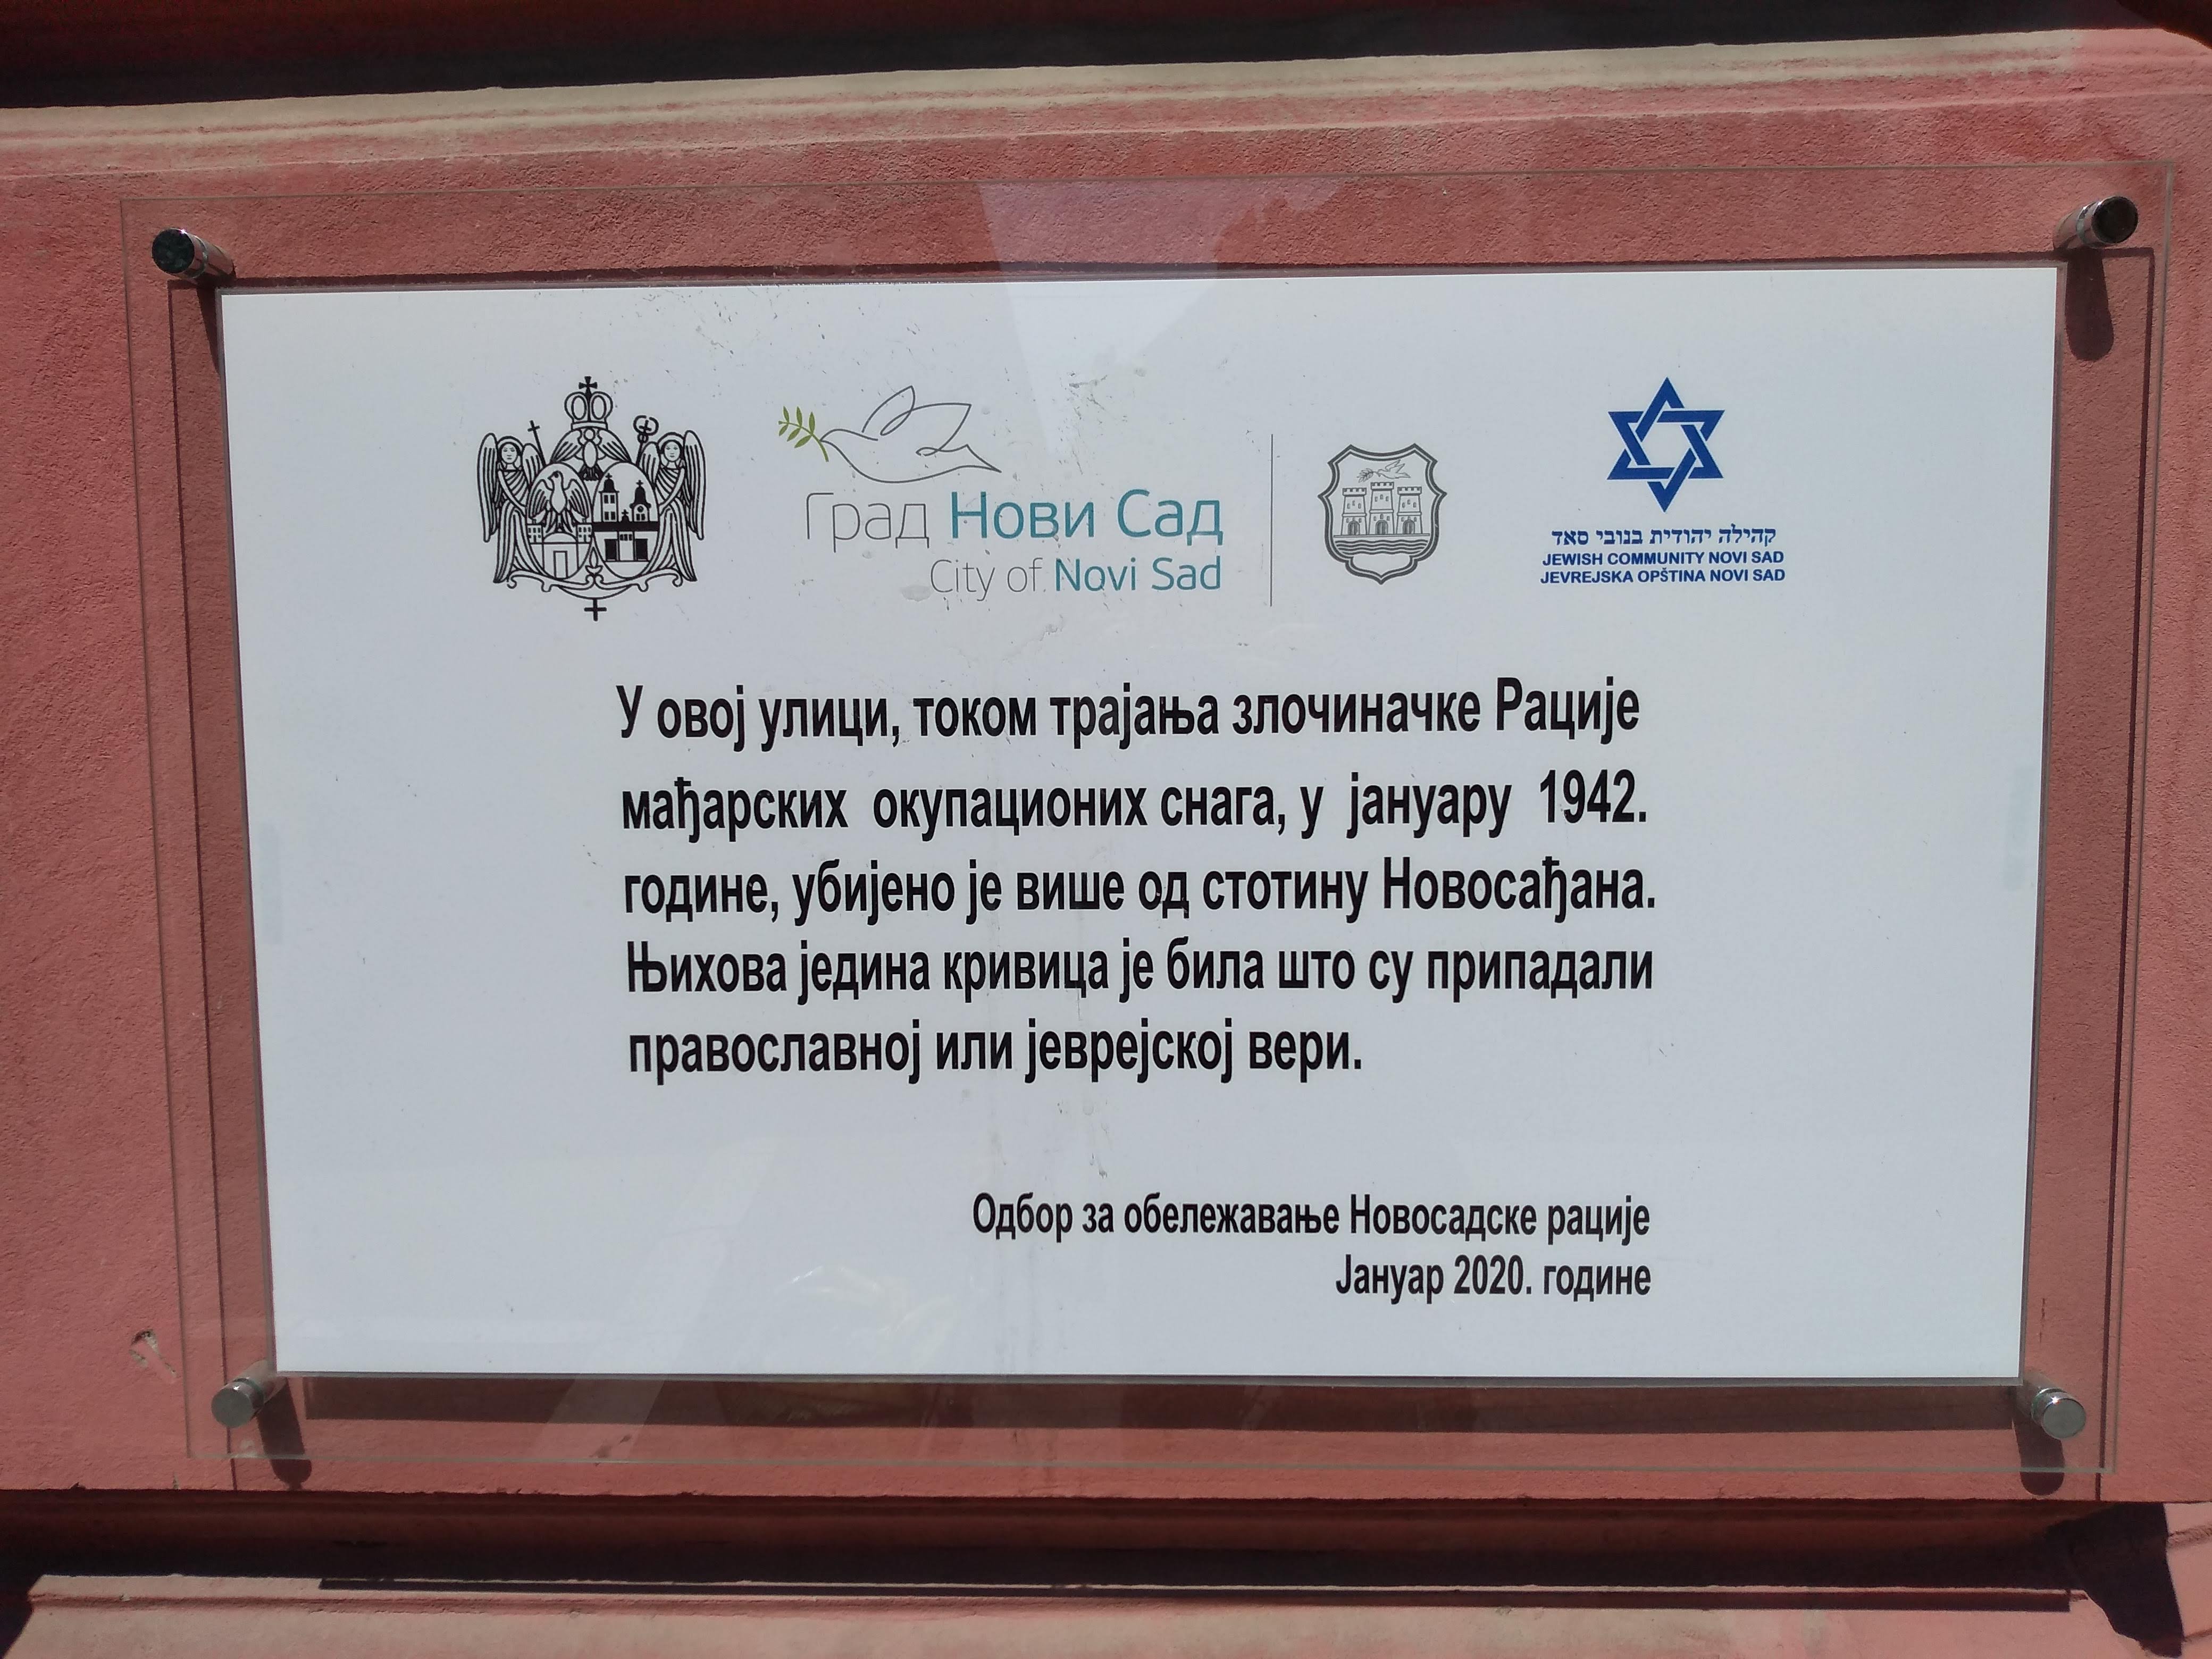 Град Нови Сад
City of Novi Sad
קהילה יהודית בנובי סאד
JEWISH COMMUNITY NOVI SAD
JEVREJSKA OPŠTINA NOVI SAD
У овој улици, током трајања злочиначке Рације
мађарских окупационих снага, у јануару 1942.
године, убијено је више од стотину Новосађана.
Њихова једина кривица је била што су припадали
православној или јеврејској вери.
Одбор за обележавање Новосадске рације
Јануар 2020. године